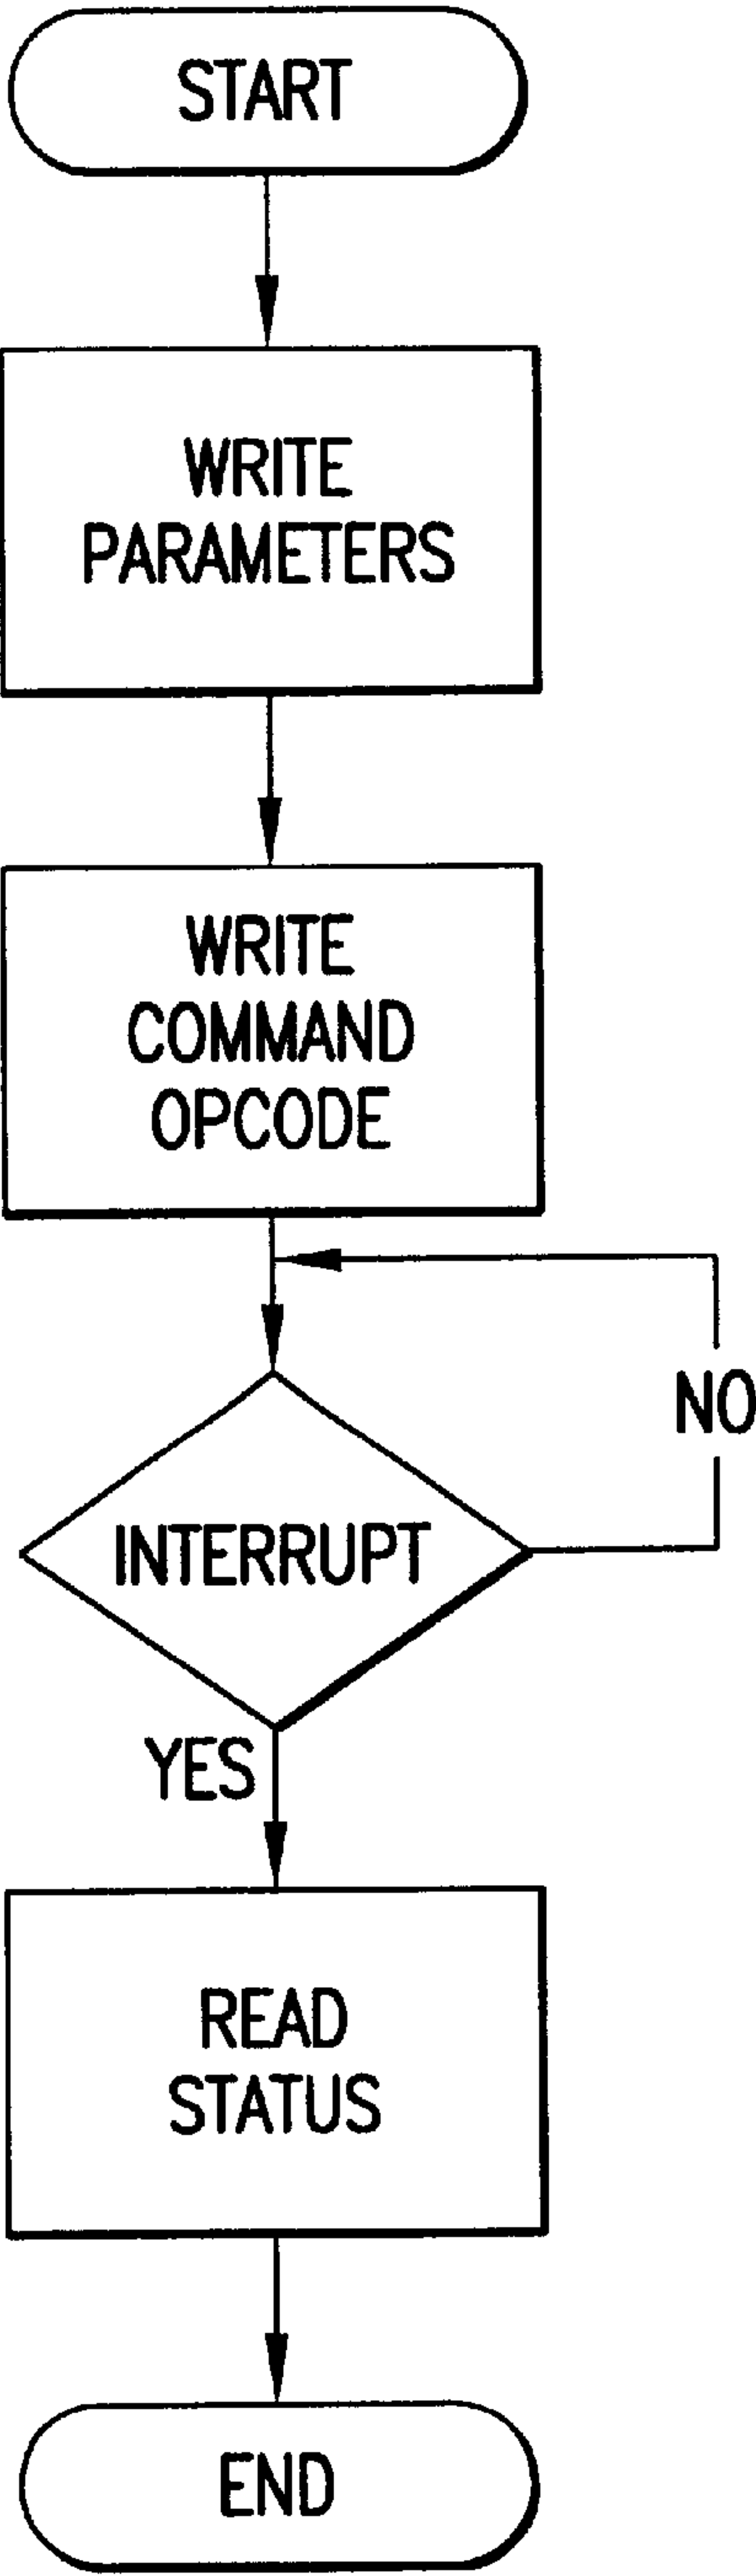 START
WRITE
PARAMETERS
WRITE
COMMAND
OPCODE
NO
INTERRUPT
YES
READ
STATUS
END